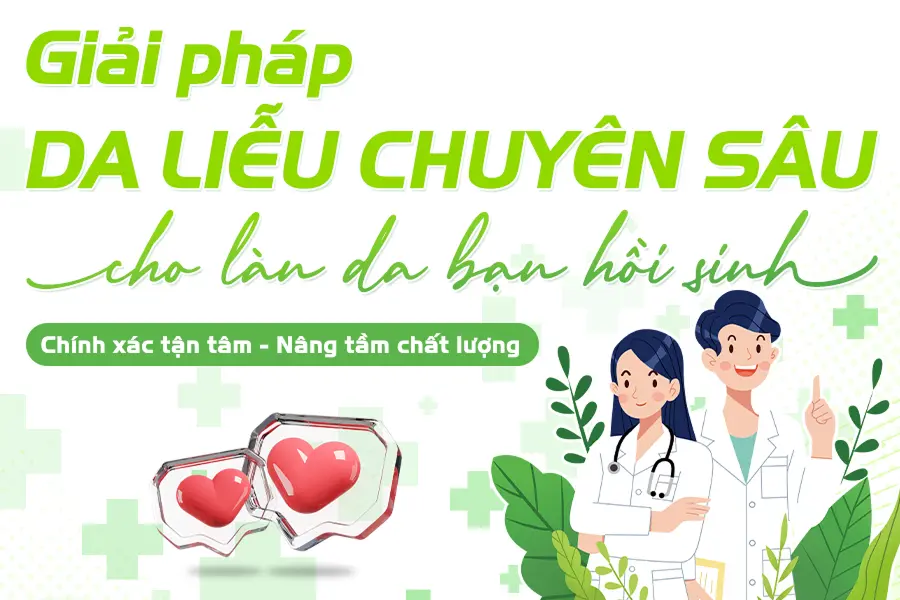 Giải pháp
DA LIỄU CHUYÊN SÂU
cho làn da bạn hồi sinh
Chính xác tận tâm - Nâng tầm chất lượng